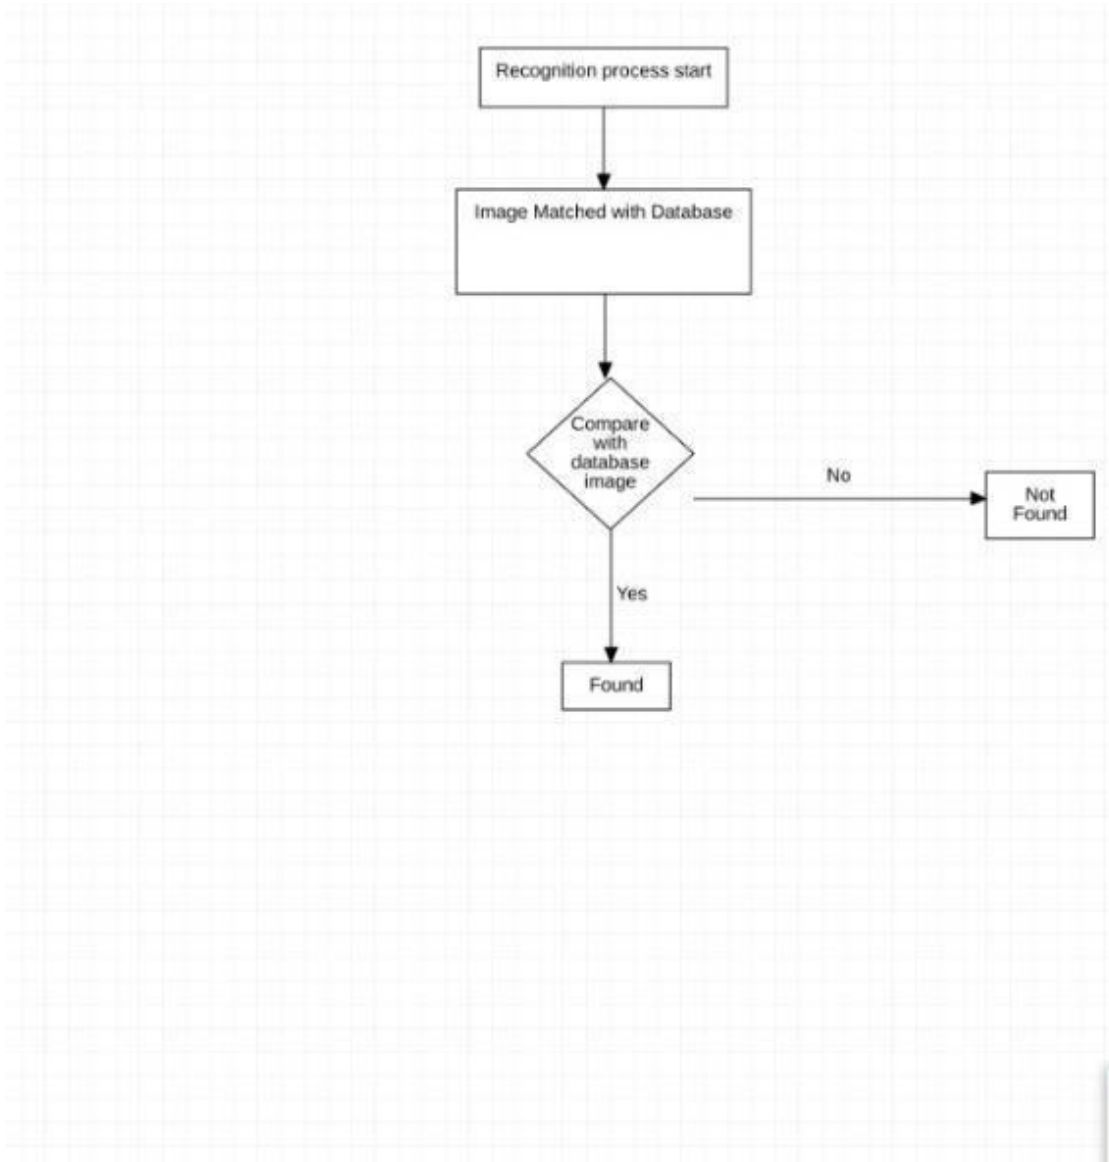 Recognition process start
Image Matched with Database
Compare
with
database
image
No
Not
Found
Yes
Found